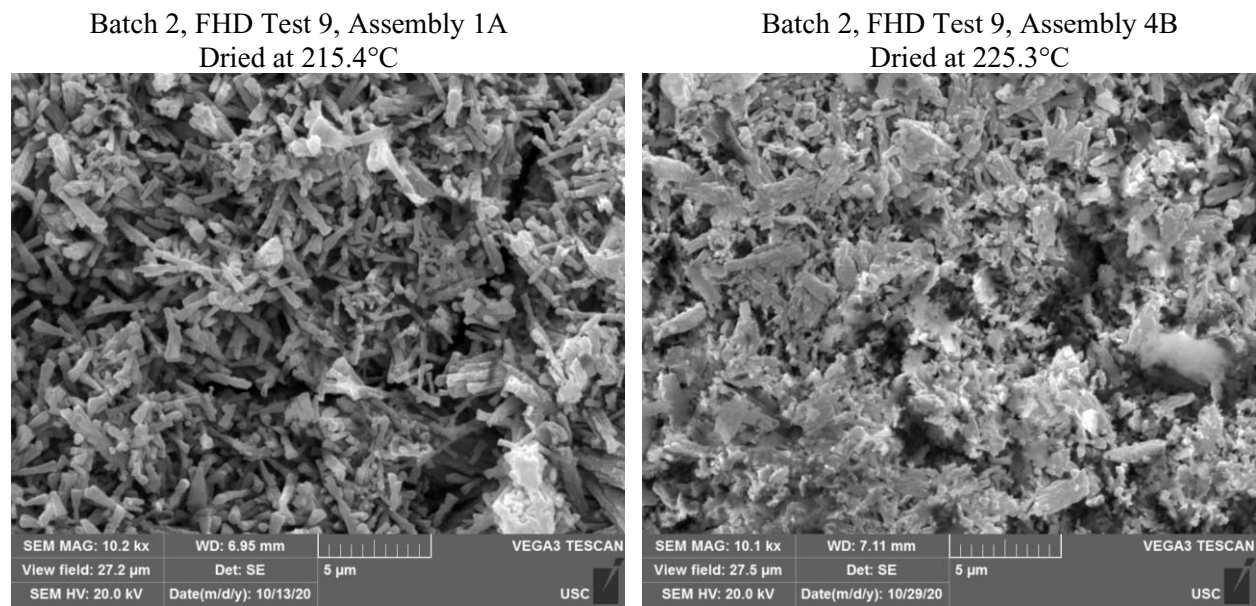 Batch 2, FHD Test 9, Assembly 1A
Dried at 215.4°C
SEM MAG: 10.2 kx
WD: 6.95 mm
VEGA3 TESCAN
View field: 27.2 µm
Det: SE
5 µm
SEM HV: 20.0 kV
Date(m/d/y): 10/13/20
USC
Batch 2, FHD Test 9, Assembly 4B
Dried at 225.3°C
SEM MAG: 10.1 kx
WD: 7.11 mm
VEGA3 TESCAN
View field: 27.5 µm
Det: SE
5 µm
SEM HV: 20.0 kV
Date(m/d/y): 10/29/20
USC